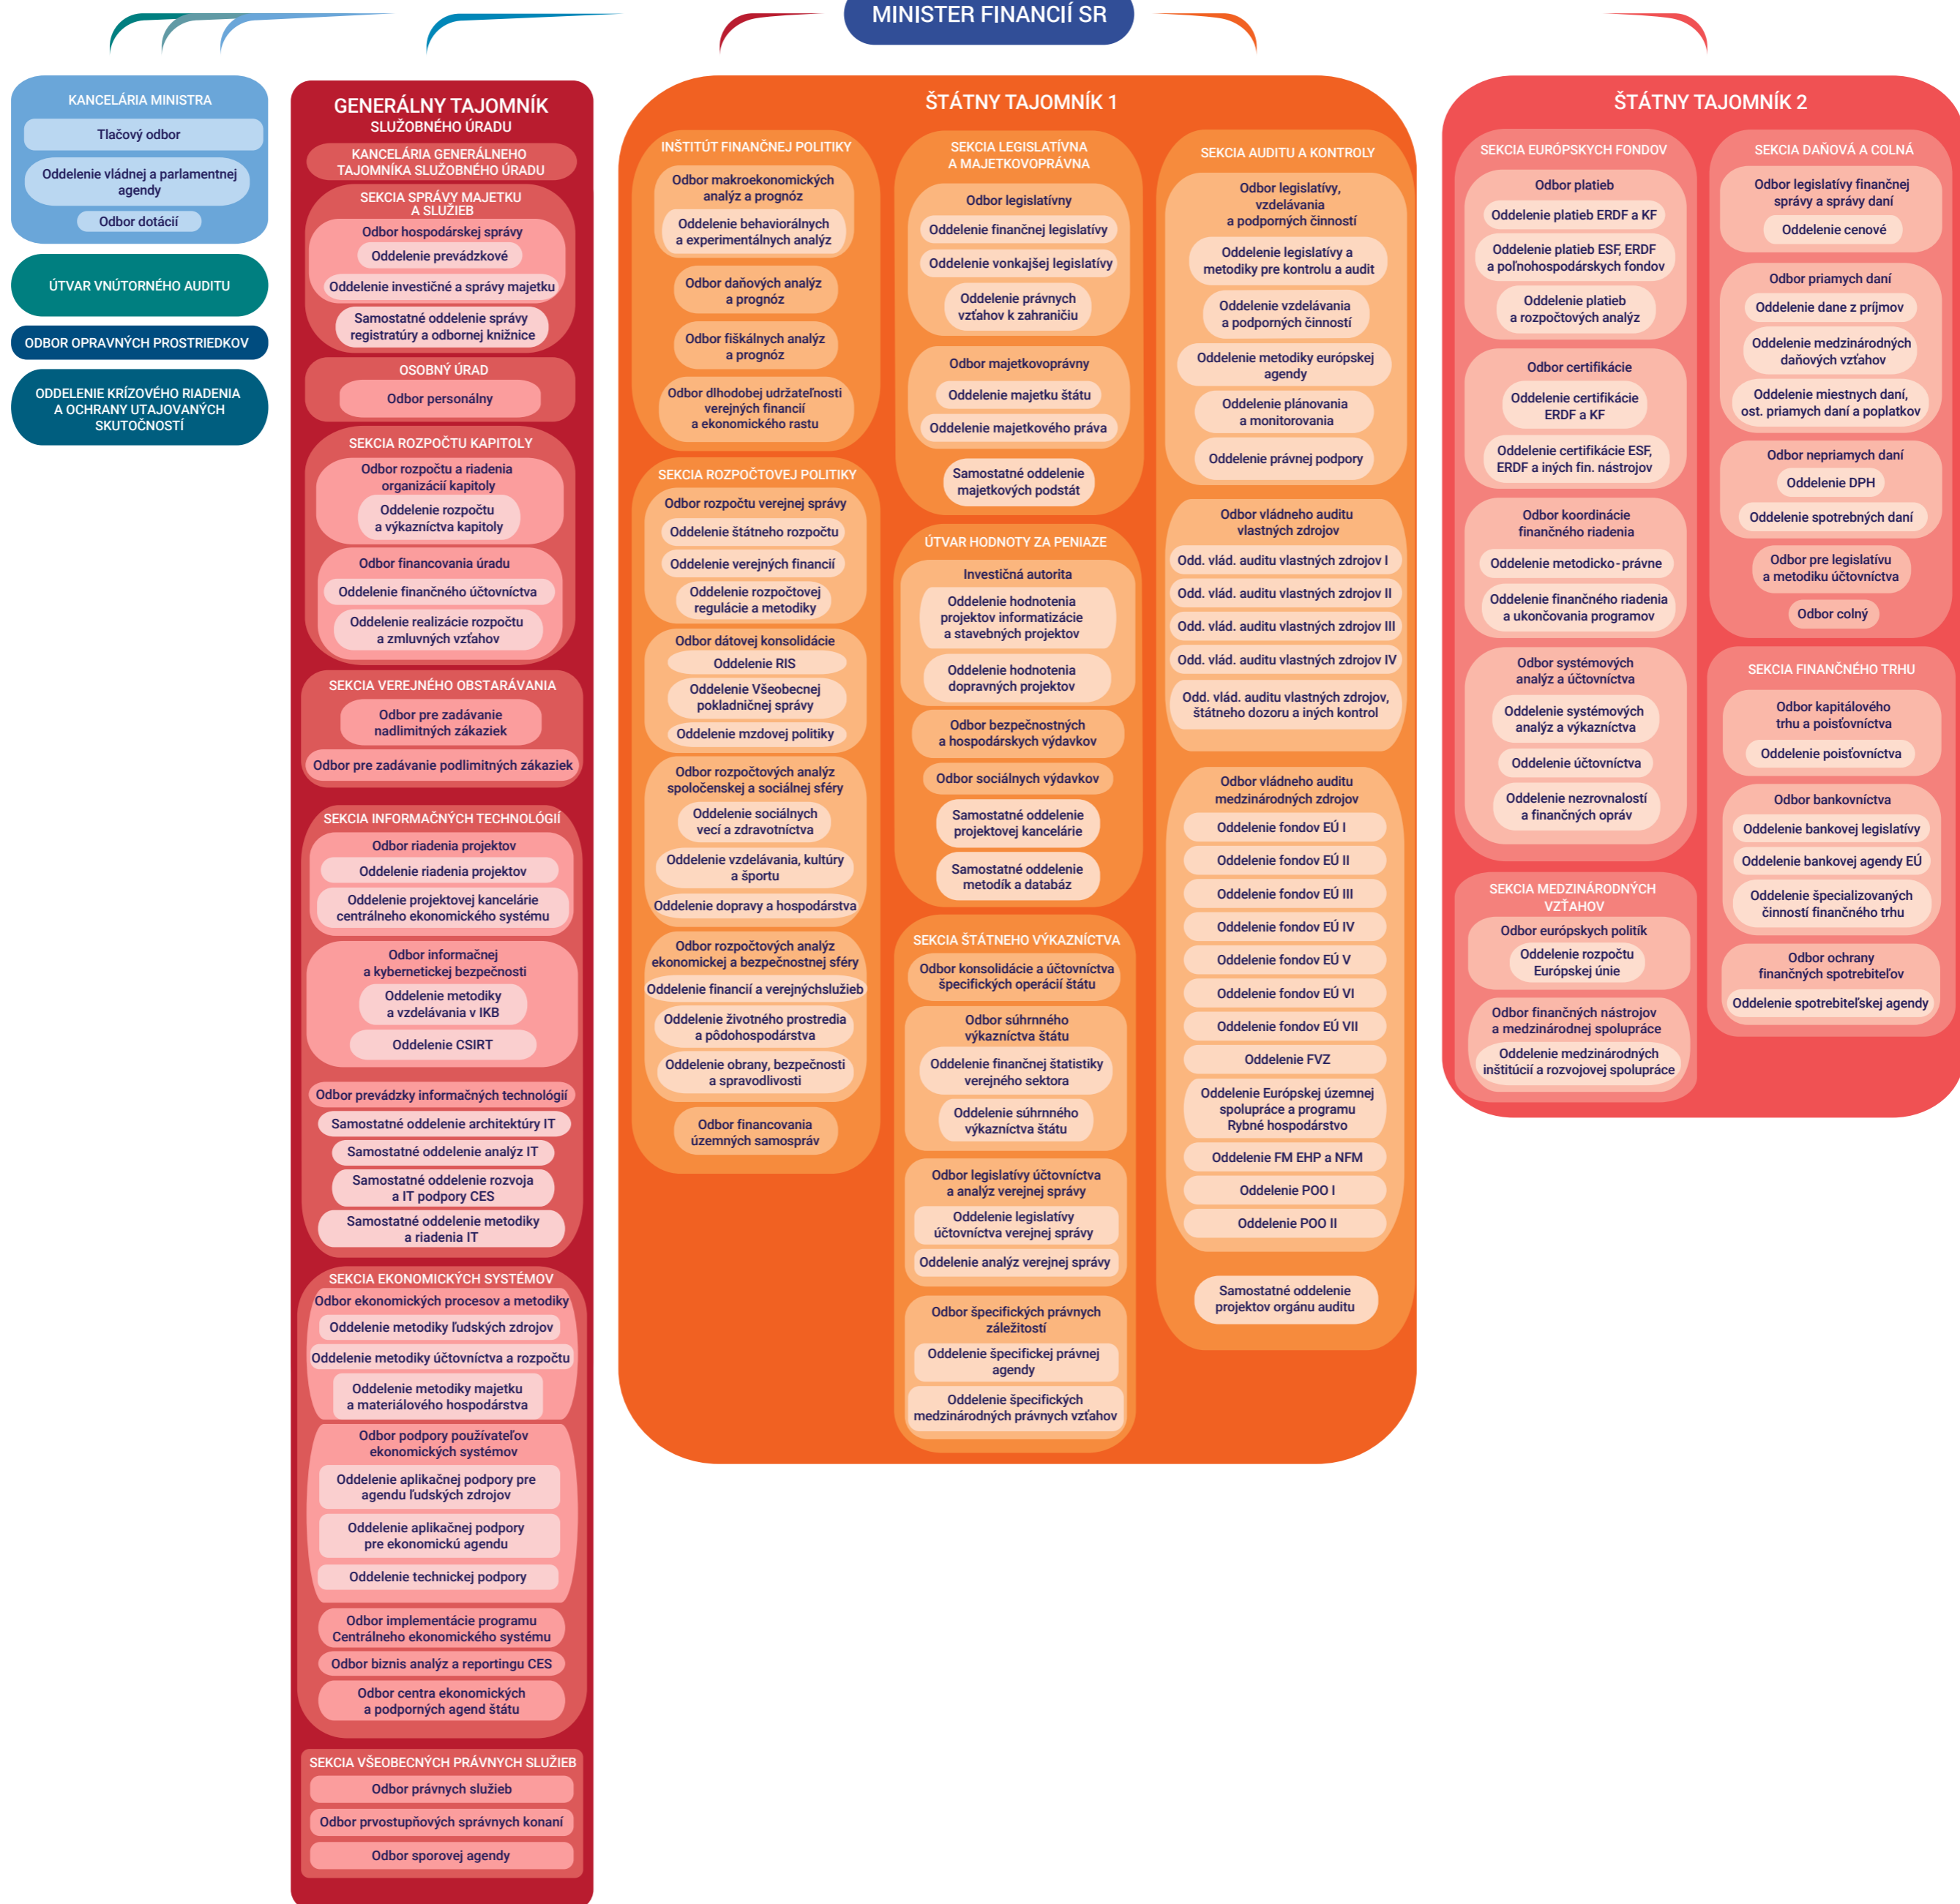 MINISTER FINANCIÍ SR
KANCELÁRIA MINISTRA
Tlačový odbor
Oddelenie vládnej a parlamentnej
agendy
Odbor dotácií
ÚTVAR VNÚTORNÉHO AUDITU
ODBOR OPRAVNÝCH PROSTRIEDKOV
ODDELENIE KRÍZOVÉHO RIADENIA
A OCHRANY UTAJOVANÝCH
SKUTOČNOSTÍ
GENERÁLNY TAJOMNÍK
SLUŽOBNÉHO ÚRADU
KANCELÁRIA GENERÁLNEHO
TAJOMNÍKA SLUŽOBNÉHO ÚRADU
SEKCIA SPRÁVY MAJETKU
A SLUŽIEB
Odbor hospodárskej správy
Oddelenie prevádzkové
Oddelenie investičné a správy majetku
Samostatné oddelenie správy
registratúry a odbornej knižnice
OSOBNÝ ÚRAD
Odbor personálny
SEKCIA ROZPOČTU KAPITOLY
Odbor rozpočtu a riadenia
organizácií kapitoly
Oddelenie rozpočtu
a výkazníctva kapitoly
Odbor financovania úradu
Oddelenie finančného účtovníctva
Oddelenie realizácie rozpočtu
a zmluvných vzťahov
SEKCIA VEREJNÉHO OBSTARÁVANIA
Odbor pre zadávanie
nadlimitných zákaziek
Odbor pre zadávanie podlimitných zákaziek
SEKCIA INFORMAČNÝCH TECHNOLÓGIÍ
Odbor riadenia projektov
Oddelenie riadenia projektov
Oddelenie projektovej kancelárie
centrálneho ekonomického systému
Odbor informačnej
a kybernetickej bezpečnosti
Oddelenie metodiky
a vzdelávania v IKB
Oddelenie CSIRT
Odbor prevádzky informačných technológií
Samostatné oddelenie architektúry IT
Samostatné oddelenie analýz IT
Samostatné oddelenie rozvoja
a IT podpory CES
Samostatné oddelenie metodiky
a riadenia IT
SEKCIA EKONOMICKÝCH SYSTÉMOV
Odbor ekonomických procesov a metodiky
Oddelenie metodiky ľudských zdrojov
Oddelenie metodiky účtovníctva a rozpočtu
Oddelenie metodiky majetku
a materiálového hospodárstva
Odbor podpory používateľov
ekonomických systémov
Oddelenie aplikačnej podpory pre
agendu ľudských zdrojov
Oddelenie aplikačnej podpory
pre ekonomickú agendu
Oddelenie technickej podpory
Odbor implementácie programu
Centrálneho ekonomického systému
Odbor biznis analýz a reportingu CES
Odbor centra ekonomických
a podporných agend štátu
SEKCIA VŠEOBECNÝCH PRÁVNYCH SLUŽIEB
Odbor právnych služieb
Odbor prvostupňových správnych konaní
Odbor sporovej agendy
ŠTÁTNY TAJOMNÍK 1
INŠTITÚT FINANČNEJ POLITIKY
Odbor makroekonomických
analýz a prognóz
Oddelenie behaviorálnych
a experimentálnych analýz
Odbor daňových analýz
a prognóz
Odbor fiškálnych analýz
a prognóz
Odbor dlhodobej udržateľnosti
verejných financií
a ekonomického rastu
SEKCIA ROZPOČTOVEJ POLITIKY
Odbor rozpočtu verejnej správy
Oddelenie štátneho rozpočtu
Oddelenie verejných financií
Oddelenie rozpočtovej
regulácie a metodiky
Odbor dátovej konsolidácie
Oddelenie RIS
Oddelenie Všeobecnej
pokladničnej správy
Oddelenie mzdovej politiky
Odbor rozpočtových analýz
spoločenskej a sociálnej sféry
Oddelenie sociálnych
vecí a zdravotníctva
Oddelenie vzdelávania, kultúry
a športu
Oddelenie dopravy a hospodárstva
Odbor rozpočtových analýz
ekonomickej a bezpečnostnej sféry
Oddelenie financií a verejnýchslužieb
Oddelenie životného prostredia
a pôdohospodárstva
Oddelenie obrany, bezpečnosti
a spravodlivosti
Odbor financovania
územných samospráv
SEKCIA LEGISLATÍVNA
A MAJETKOVOPRÁVNA
Odbor legislatívny
Oddelenie finančnej legislatívy
Oddelenie vonkajšej legislatívy
Oddelenie právnych
vzťahov k zahraničiu
Odbor majetkovoprávny
Oddelenie majetku štátu
Oddelenie majetkového práva
Samostatné oddelenie
majetkových podstát
ÚTVAR HODNOTY ZA PENIAZE
Investičná autorita
Oddelenie hodnotenia
projektov informatizácie
a stavebných projektov
Oddelenie hodnotenia
dopravných projektov
Odbor bezpečnostných
a hospodárskych výdavkov
Odbor sociálnych výdavkov
Samostatné oddelenie
projektovej kancelárie
Samostatné oddelenie
metodík a databáz
SEKCIA ŠTÁTNEHO VÝKAZNÍCTVA
Odbor konsolidácie a účtovníctva
špecifických operácií štátu
Odbor súhrnného
výkazníctva štátu
Oddelenie finančnej štatistiky
verejného sektora
Oddelenie súhrnného
výkazníctva štátu
Odbor legislatívy účtovníctva
a analýz verejnej správy
Oddelenie legislatívy
účtovníctva verejnej správy
Oddelenie analýz verejnej správy
Odbor špecifických právnych
záležitostí
Oddelenie špecifickej právnej
agendy
Oddelenie špecifických
medzinárodných právnych vzťahov
SEKCIA AUDITU A KONTROLY
Odbor legislatívy,
vzdelávania
a podporných činností
Oddelenie legislatívy a
metodiky pre kontrolu a audit
Oddelenie vzdelávania
a podporných činností
Oddelenie metodiky európskej
agendy
Oddelenie plánovania
a monitorovania
Oddelenie právnej podpory
Odbor vládneho auditu
vlastných zdrojov
Odd. vlád. auditu vlastných zdrojov I
Odd. vlád. auditu vlastných zdrojov II
Odd. vlád. auditu vlastných zdrojov III
Odd. vlád. auditu vlastných zdrojov IV
Odd. vlád. auditu vlastných zdrojov,
štátneho dozoru a iných kontrol
Odbor vládneho auditu
medzinárodných zdrojov
Oddelenie fondov EÚ I
Oddelenie fondov EÚ II
Oddelenie fondov EÚ III
Oddelenie fondov EÚ IV
Oddelenie fondov EÚ V
Oddelenie fondov EÚ VI
Oddelenie fondov EÚ VII
Oddelenie FVZ
Oddelenie Európskej územnej
spolupráce a programu
Rybné hospodárstvo
Oddelenie FM EHP a NFM
Oddelenie POO I
Oddelenie POO II
Samostatné oddelenie
projektov orgánu auditu
ŠTÁTNY TAJOMNÍK 2
SEKCIA EURÓPSKYCH FONDOV
Odbor platieb
Oddelenie platieb ERDF a KF
Oddelenie platieb ESF, ERDF
a poľnohospodárskych fondov
Oddelenie platieb
a rozpočtových analýz
Odbor certifikácie
Oddelenie certifikácie
ERDF a KF
Oddelenie certifikácie ESF,
ERDF a iných fin. nástrojov
Odbor koordinácie
finančného riadenia
Oddelenie metodicko-právne
Oddelenie finančného riadenia
a ukončovania programov
Odbor systémových
analýz a účtovníctva
Oddelenie systémových
analýz a výkazníctva
Oddelenie účtovníctva
Oddelenie nezrovnalostí
a finančných opráv
SEKCIA MEDZINÁRODNÝCH
VZŤAHOV
Odbor európskych politík
Oddelenie rozpočtu
Európskej únie
Odbor finančných nástrojov
a medzinárodnej spolupráce
Oddelenie medzinárodných
inštitúcií a rozvojovej spolupráce
SEKCIA DAŇOVÁ A COLNÁ
Odbor legislatívy finančnej
správy a správy daní
Oddelenie cenové
Odbor priamych daní
Oddelenie dane z príjmov
Oddelenie medzinárodných
daňových vzťahov
Oddelenie miestnych daní,
ost. priamych daní a poplatkov
Odbor nepriamych daní
Oddelenie DPH
Oddelenie spotrebných daní
Odbor pre legislatívu
a metodiku účtovníctva
Odbor colný
SEKCIA FINANČNÉHO TRHU
Odbor kapitálového
trhu a poisťovníctva
Oddelenie poisťovníctva
Odbor bankovníctva
Oddelenie bankovej legislatívy
Oddelenie bankovej agendy EÚ
Oddelenie špecializovaných
činností finančného trhu
Odbor ochrany
finančných spotrebiteľov
Oddelenie spotrebiteľskej agendy